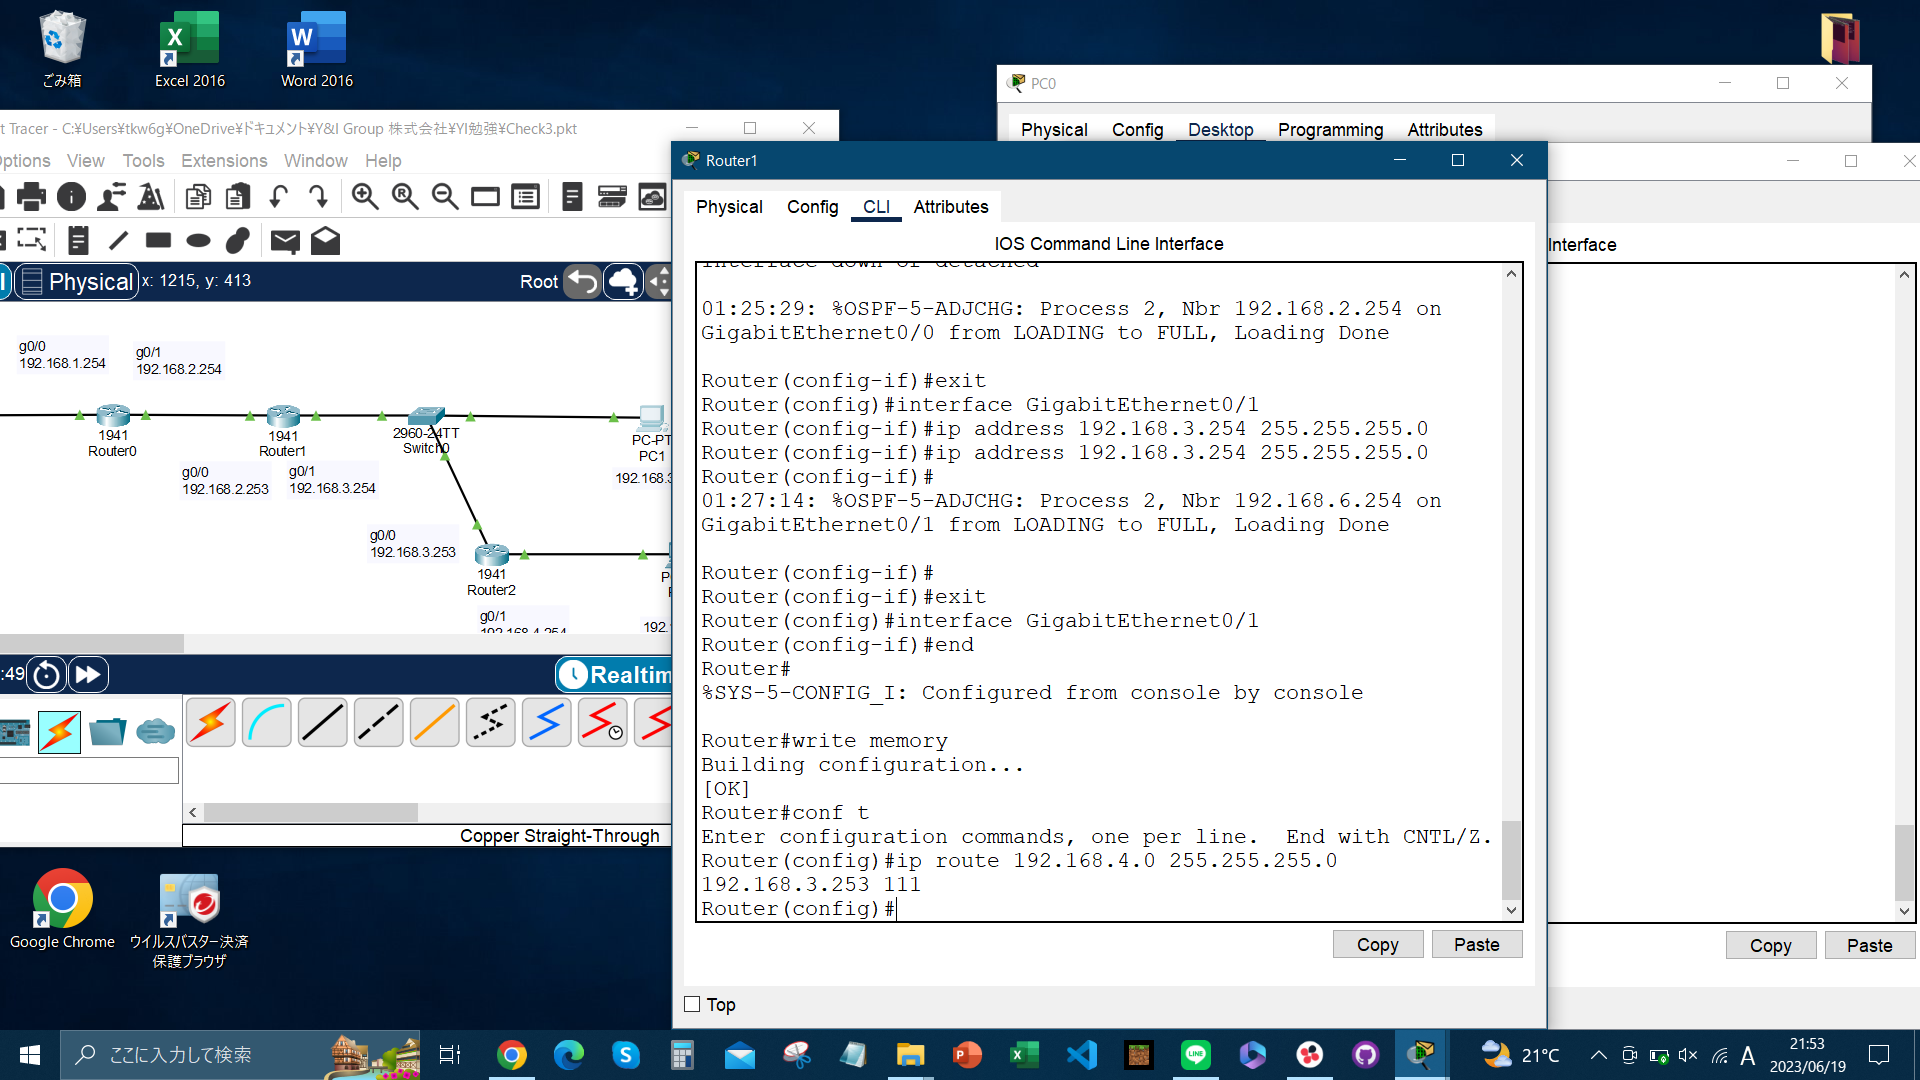 ごみ箱
Excel 2016
Word 2016
t Tracer - C:¥Users¥tkw6g¥OneDrive¥ドキュメント¥Y&I Group 株式会社¥YI勉強¥Check3.pkt
ptions View Tools Extensions Window Help
Physical
x: 1215, y: 413
Root
g0/0
192.168.1.254
g0/1
192.168.2.254
1941
Router0
1941
Router1
2960-24TT
Switch0
PC-PT
PC1
g0/0
192.168.2.253
g0/1
192.168.3.254
192.168.3
g0/0
192.168.3.253
1941
Router2
g0/1
192.168.4.254
192.
:49
Realtim
Copper Straight-Through
PC0
Physical Config Desktop Programming Attributes
Router1
Physical Config CLI Attributes
IOS Command Line Interface
interface down or detached
01:25:29: %OSPF-5-ADJCHG: Process 2, Nbr 192.168.2.254 on
GigabitEthernet0/0 from LOADING to FULL, Loading Done
Router(config-if)#exit
Router(config)#interface GigabitEthernet0/1
Router(config-if)#ip address 192.168.3.254 255.255.255.0
Router(config-if)#ip address 192.168.3.254 255.255.255.0
Router(config-if)#
01:27:14: %OSPF-5-ADJCHG: Process 2, Nbr 192.168.6.254 on
GigabitEthernet0/1 from LOADING to FULL, Loading Done
Router(config-if)#
Router(config-if)#exit
Router(config)#interface GigabitEthernet0/1
Router(config-if)#end
Router#
%SYS-5-CONFIG_I: Configured from console by console
Router#write memory
Building configuration...
[OK]
Router#conf t
Enter configuration commands, one per line.  End with CNTL/Z.
Router(config)#ip route 192.168.4.0 255.255.255.0
192.168.3.253 111
Router(config)#
Copy Paste
Top
Interface
Copy Paste
Google Chrome
ウイルスバスター決済
保護ブラウザ
ここに入力して検索
21°C
A
21:53
2023/06/19